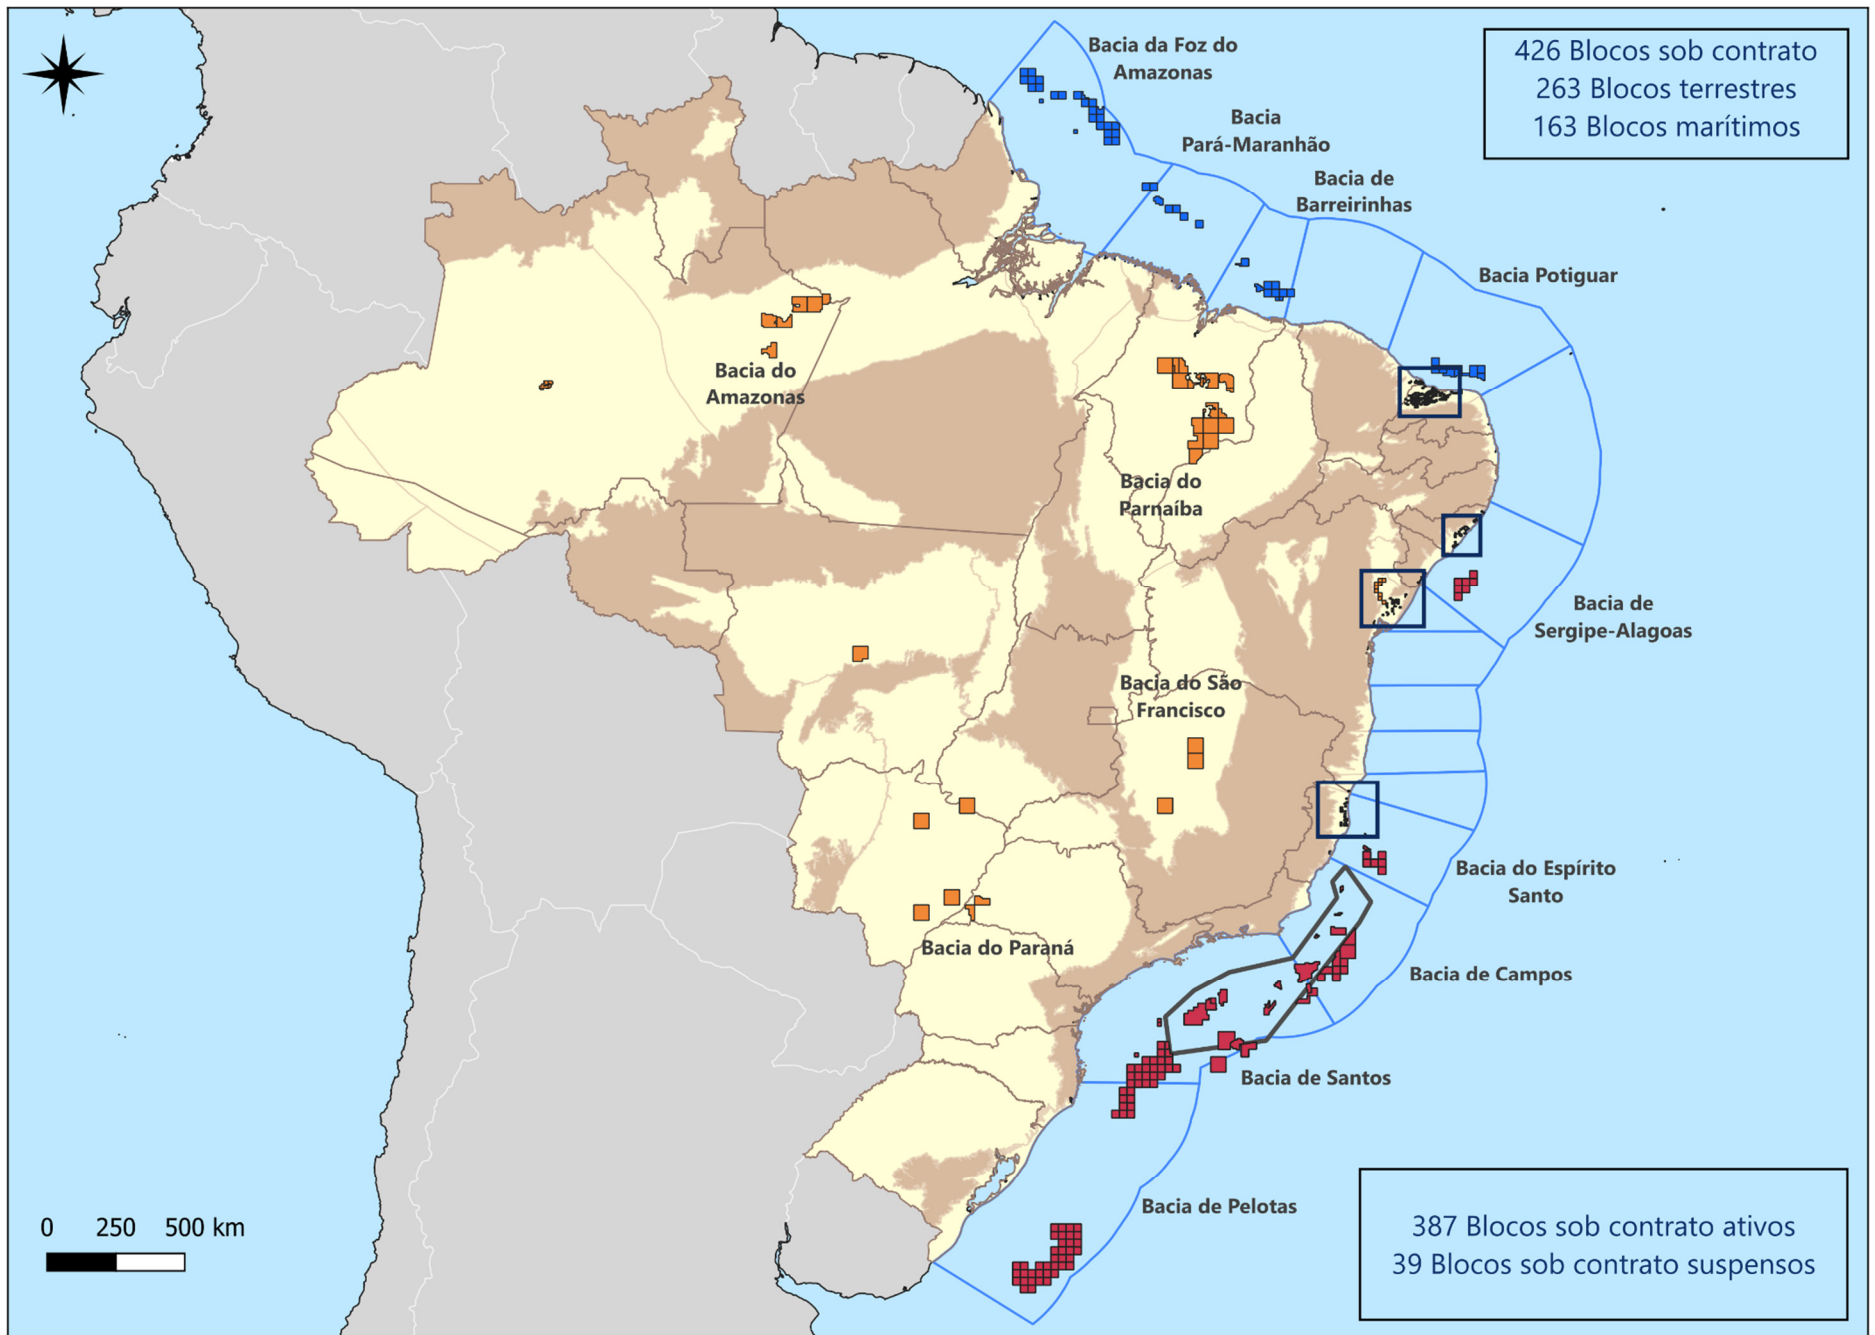 Bacia da Foz do
Amazonas
426 Blocos sob contrato
263 Blocos terrestres
163 Blocos marítimos
Bacia
Pará-Maranhão
Bacia de
Barreirinhas
Bacia Potiguar
Bacia do
Amazonas
Bacia do
Parnaíba
Bacia de
Sergipe-Alagoas
Bacia do São
Francisco
Bacia do Espírito
Santo
Bacia do Paraná
Bacia de Campos
Bacia de Santos
Bacia de Pelotas
0 250 500 km
387 Blocos sob contrato ativos
39 Blocos sob contrato suspensos